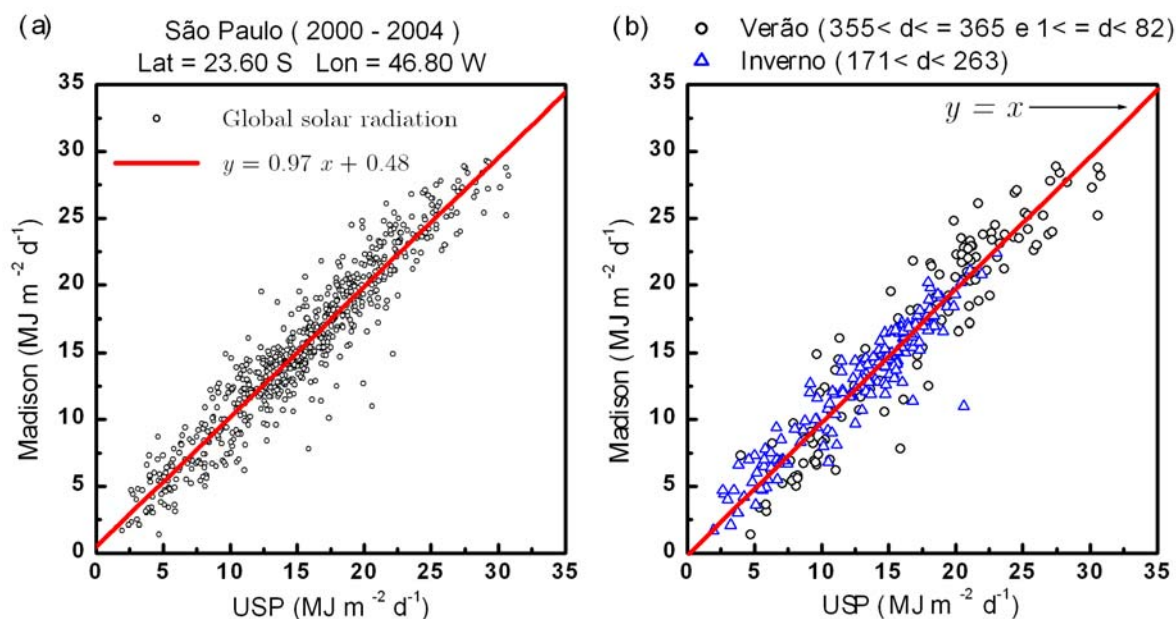 (a)
São Paulo ( 2000 - 2004 )
Lat = 23.60 S Lon = 46.80 W
Global solar radiation
y = 0.97 x + 0.48
35
30
25
20
15
10
5
0
Madison (MJ m⁻² d⁻¹)
0 5 10 15 20 25 30 35
USP (MJ m⁻² d⁻¹)
(b)
Verão (355< d< = 365 e 1< = d< 82)
Inverno (171< d< 263)
y = x
35
30
25
20
15
10
5
0
Madison (MJ m⁻² d⁻¹)
0 5 10 15 20 25 30 35
USP (MJ m⁻² d⁻¹)